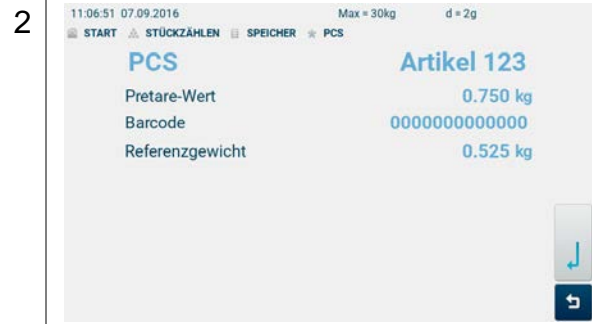 2
11:06:51 07.09.2016 Max = 30kg d = 2g
START STÜCKZÄHLEN SPEICHER PCS
PCS Artikel 123
Pretare-Wert 0.750 kg
Barcode 0000000000000
Referenzgewicht 0.525 kg